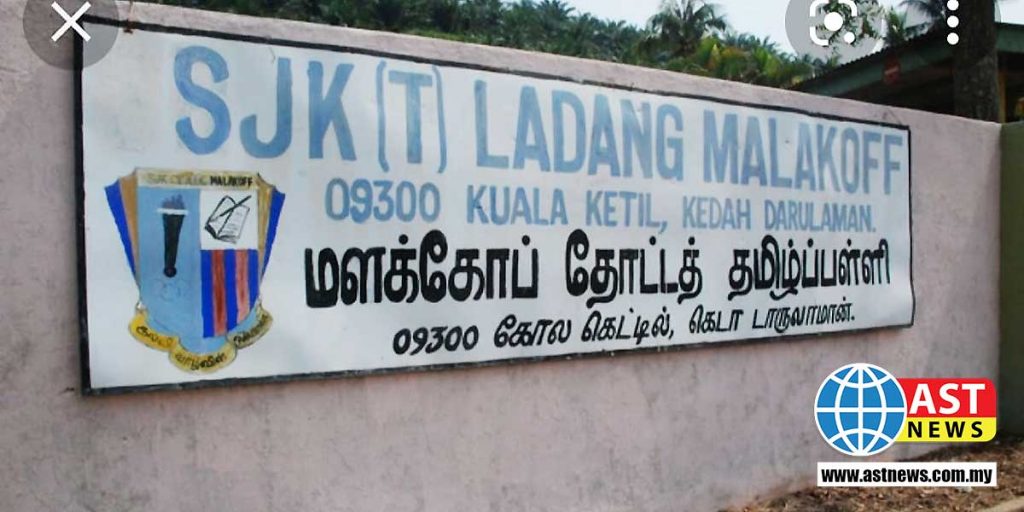 SJK (T) LADANG MALAKOFF
09300 KUALA KETIL, KEDAH DARULAMAN.
மளக்கோப் தோட்டத் தமிழ்ப்பள்ளி
09300 கோல கெட்டில், கெடா டாருலாமான்.
MALAKOFF
AST
NEWS
www.astnews.com.my